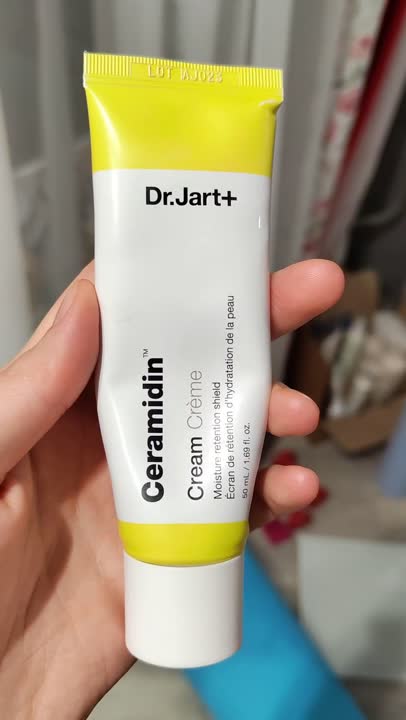 LOT AJ023
Dr.Jart+
Ceramidin™
Cream Crème
Moisture retention shield
Écran de rétention d'hydratation de la peau
50 mL / 1.69 fl. oz.